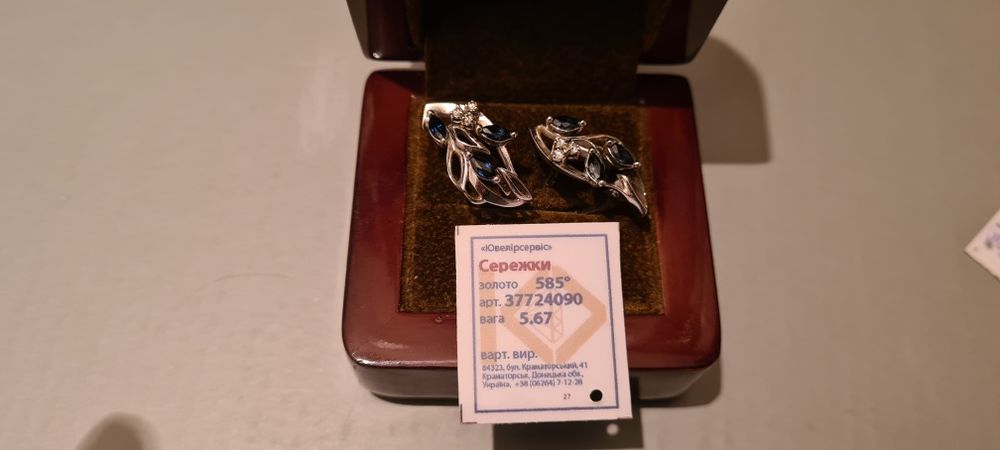 «Ювелірсервіс»
Сережки
золото 585°
арт. 37724090
вага 5.67
варт. вир.
84323, бул. Краматорський, 41
Краматорськ, Донецька обл.,
Україна, +38 (06264) 7-12-28
27